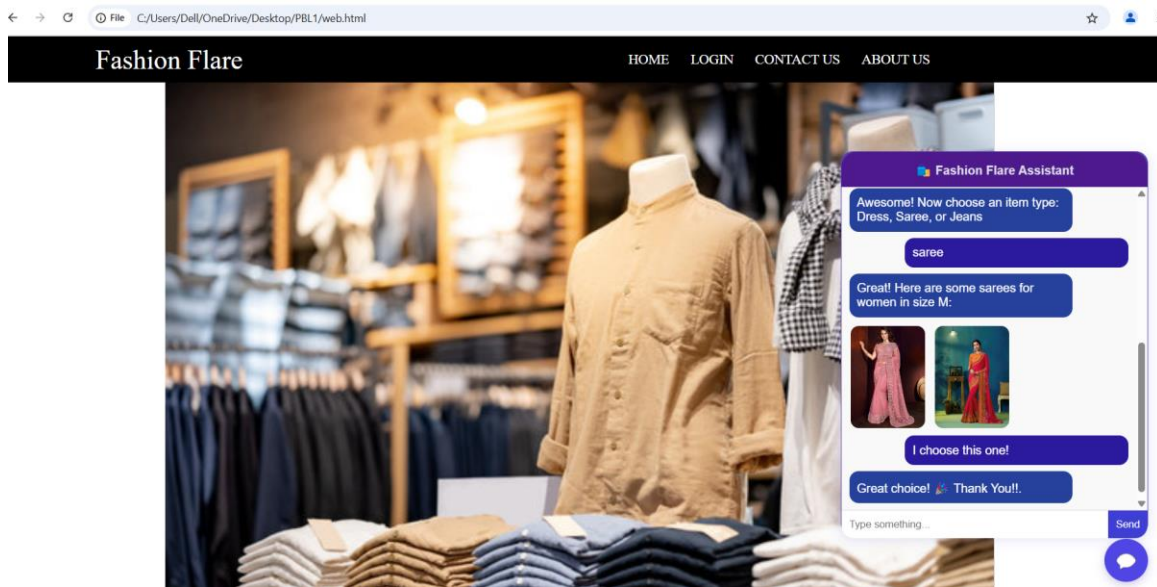 File C:/Users/Dell/OneDrive/Desktop/PBL1/web.html
Fashion Flare
HOME LOGIN CONTACT US ABOUT US
Fashion Flare Assistant
Awesome! Now choose an item type:
Dress, Saree, or Jeans
saree
Great! Here are some sarees for
women in size M:
I choose this one!
Great choice! 🎉 Thank You!!.
Type something...
Send